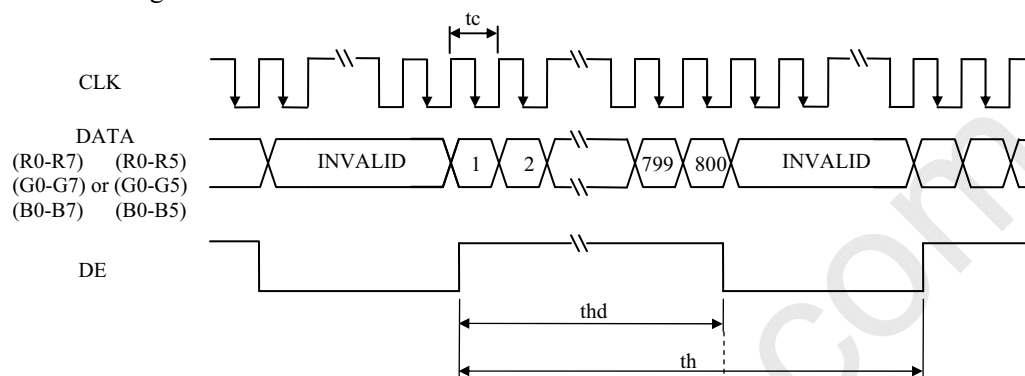 tc
CLK
DATA
(R0-R7) (R0-R5)
(G0-G7) or (G0-G5)
(B0-B7) (B0-B5)
INVALID 1 2 799 800 INVALID
DE
thd
th
com